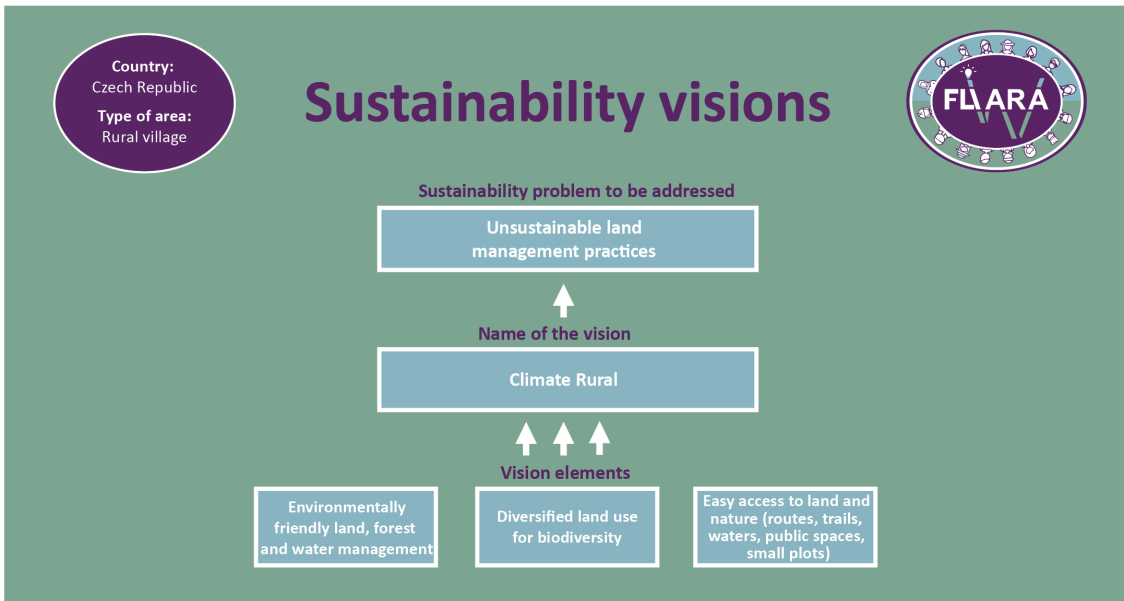 Country:
Czech Republic
Type of area:
Rural village
Sustainability visions
FLIARA
Sustainability problem to be addressed
Unsustainable land
management practices
Name of the vision
Climate Rural
Vision elements
Environmentally
friendly land, forest
and water management
Diversified land use
for biodiversity
Easy access to land and
nature (routes, trails,
waters, public spaces,
small plots)